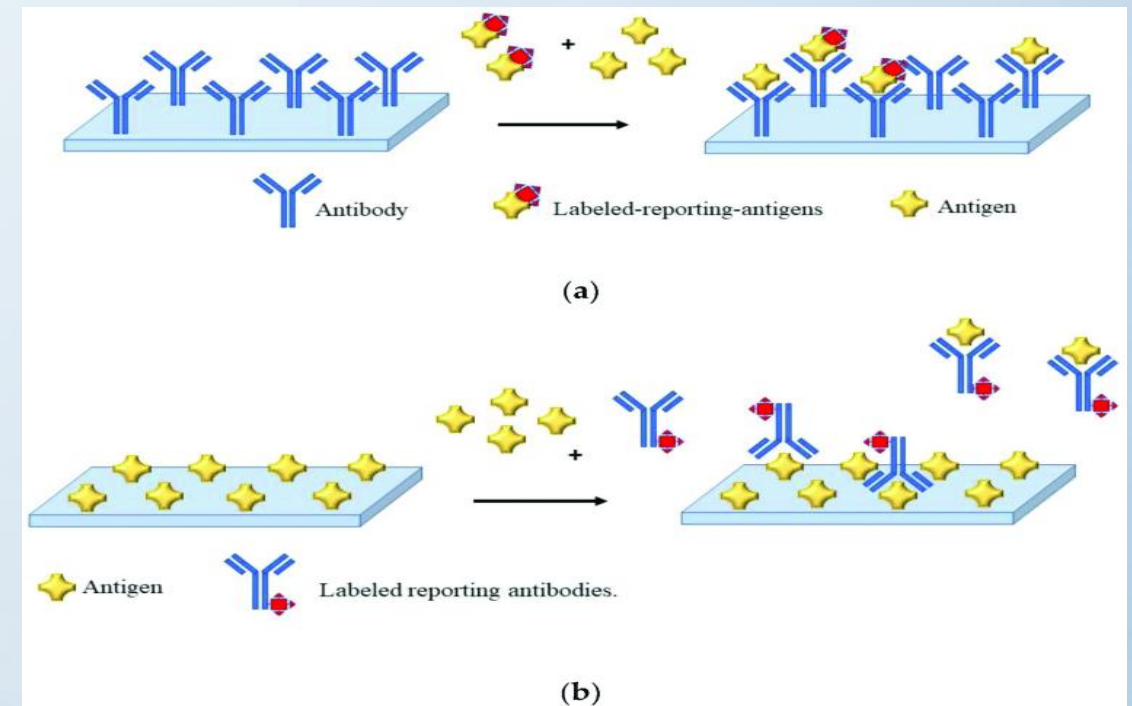 +
Antibody
Labeled-reporting-antigens
Antigen
(a)
+
Antigen
Labeled reporting antibodies.
(b)